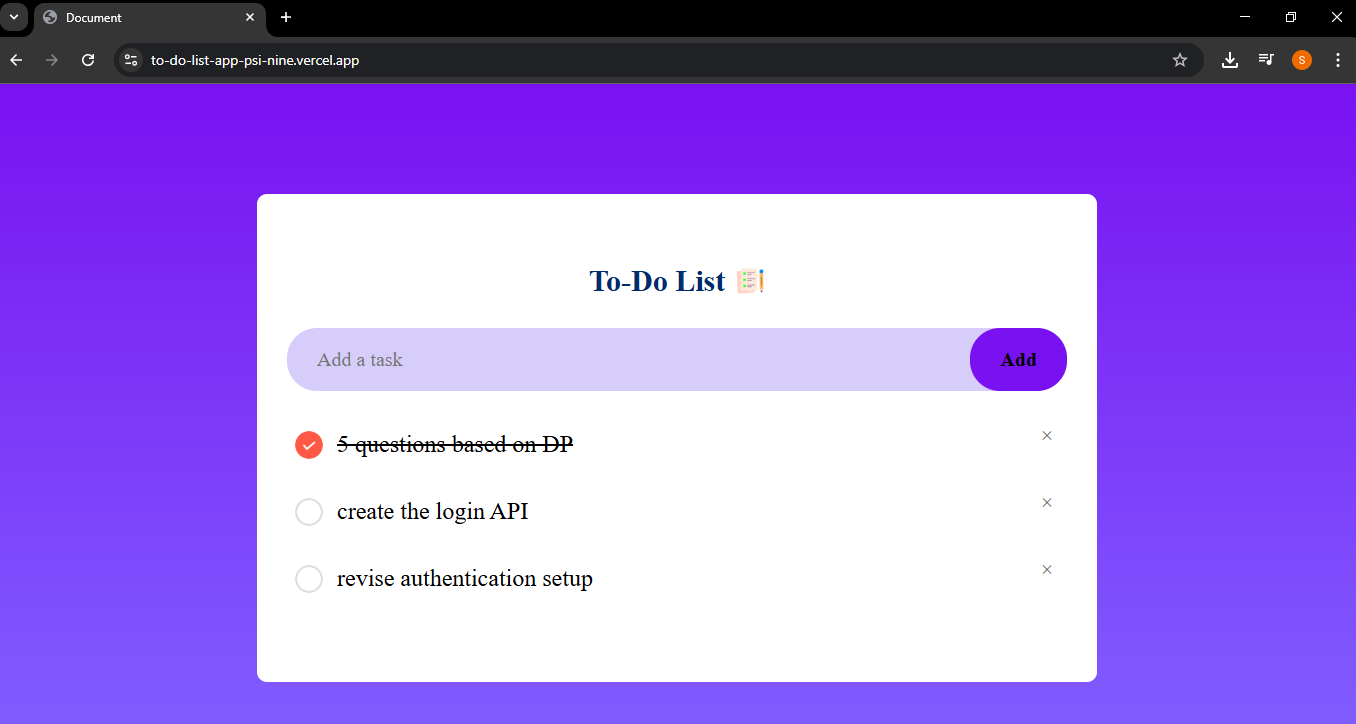 Document
to-do-list-app-psi-nine.vercel.app
S
To-Do List
Add a task
Add
5 questions based on DP
create the login API
revise authentication setup